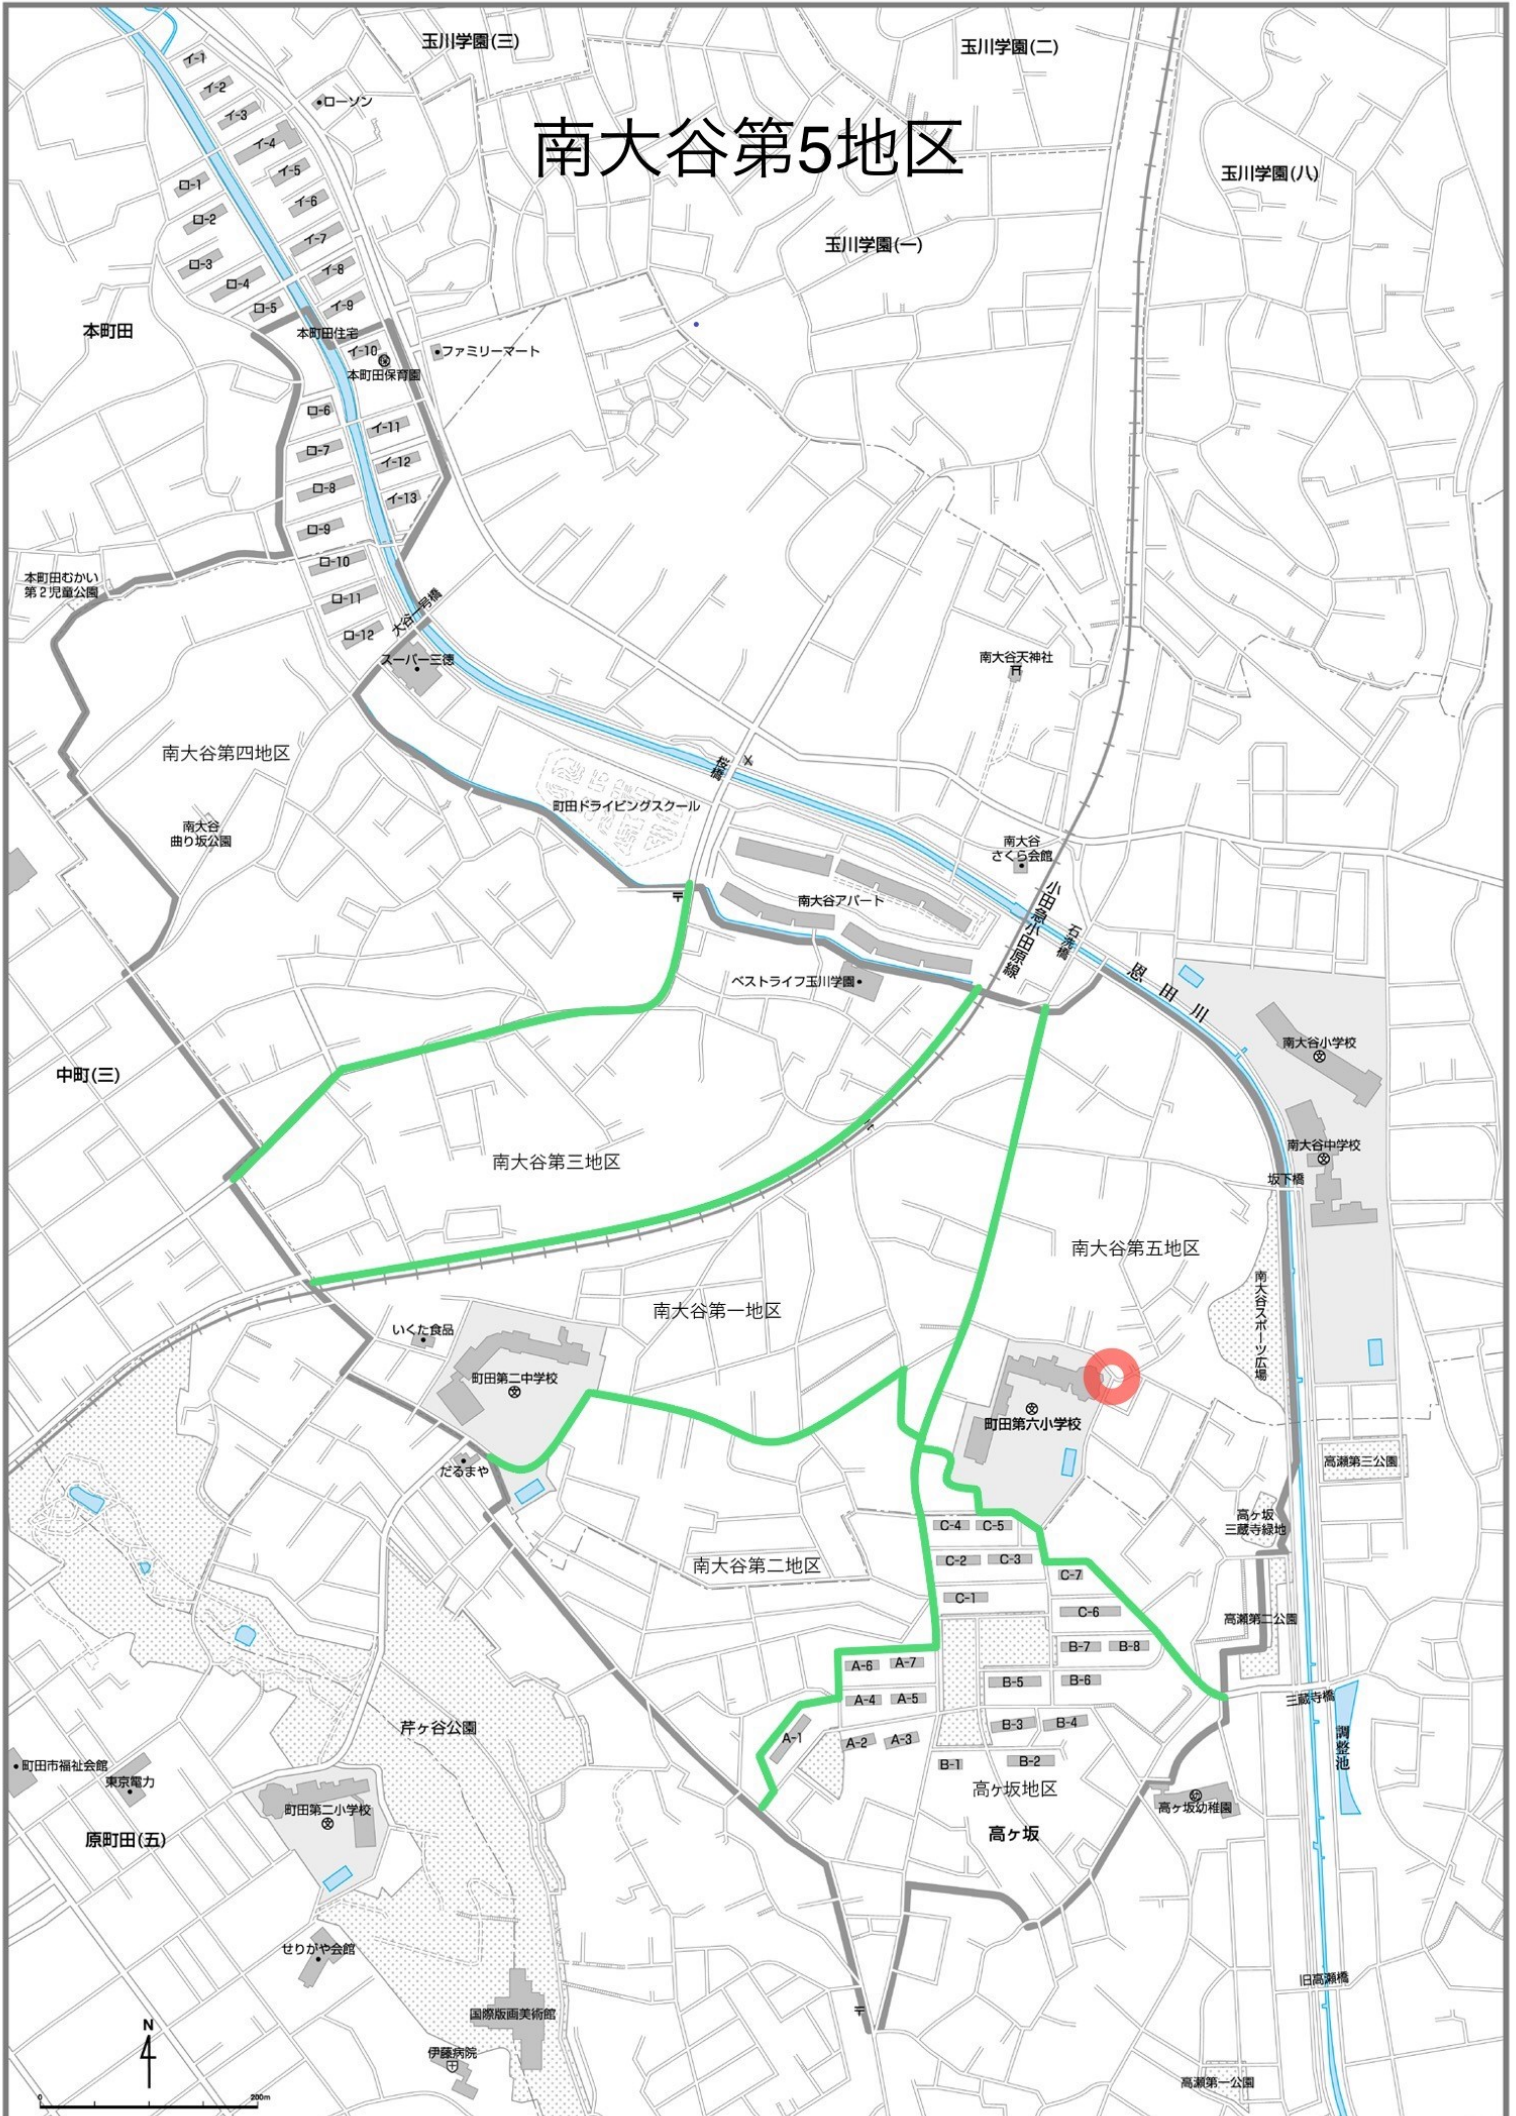 玉川学園(三)
玉川学園(二)
イ-1
イ-2
ローソン
イ-3
南大谷第5地区
イ-4
イ-5
玉川学園(八)
ロ-1
イ-6
ロ-2
イ-7
玉川学園(一)
ロ-3
イ-8
ロ-4
ロ-5
イ-9
本町田
本町田住宅
イ-10
ファミリーマート
本町田保育園
ロ-6
イ-11
ロ-7
イ-12
ロ-8
イ-13
ロ-9
ロ-10
本町田むかい
第2児童公園
ロ-11
大谷一号橋
ロ-12
スーパー三徳
南大谷天神社
南大谷第四地区
桜橋
町田ドライビングスクール
南大谷
曲り坂公園
南大谷
さくら会館
南大谷アパート
小田急小田原線
石洗橋
恩田川
ベストライフ玉川学園
南大谷小学校
中町(三)
南大谷中学校
南大谷第三地区
坂下橋
南大谷第五地区
南大谷スポーツ広場
南大谷第一地区
いくた食品
町田第二中学校
町田第六小学校
だるまや
高瀬第三公園
高ヶ坂
三蔵寺緑地
C-4
C-5
南大谷第二地区
C-2
C-3
C-7
C-1
C-6
高瀬第二公園
B-7
B-8
A-6
A-7
B-5
B-6
A-4
A-5
三蔵寺橋
芹ヶ谷公園
A-1
A-2
A-3
B-3
B-4
調整池
B-1
B-2
町田市福祉会館
東京電力
高ヶ坂地区
町田第二小学校
高ヶ坂幼稚園
原町田(五)
高ヶ坂
せりがや会館
旧高瀬橋
国際版画美術館
N
伊藤病院
高瀬第一公園
0
200m